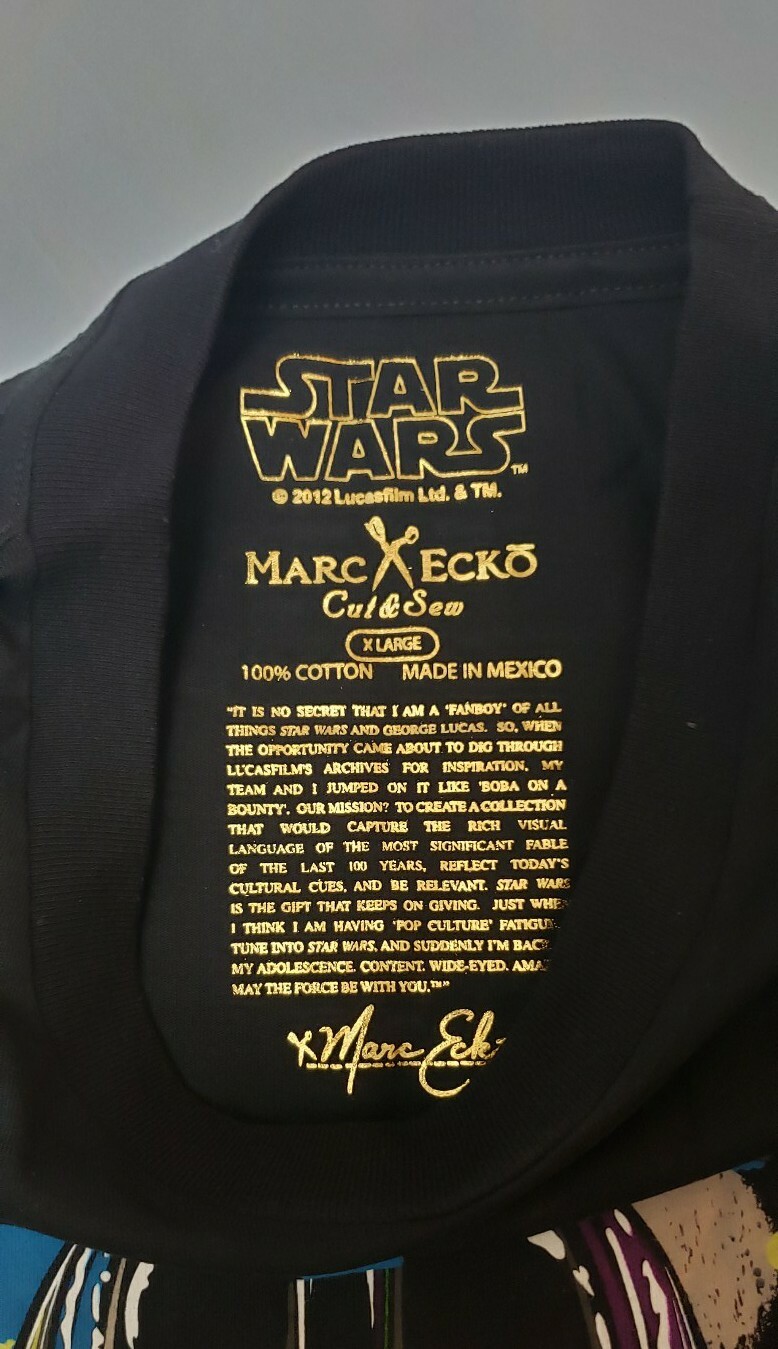 STAR
WARS™
© 2012 Lucasfilm Ltd. & TM.
MARC ECKŌ
Cut & Sew
X LARGE
100% COTTON MADE IN MEXICO
"IT IS NO SECRET THAT I AM A 'FANBOY' OF ALL
THINGS STAR WARS AND GEORGE LUCAS. SO, WHEN
THE OPPORTUNITY CAME ABOUT TO DIG THROUGH
LUCASFILM'S ARCHIVES FOR INSPIRATION, MY
TEAM AND I JUMPED ON IT LIKE 'BOBA ON A
BOUNTY'. OUR MISSION? TO CREATE A COLLECTION
THAT WOULD CAPTURE THE RICH VISUAL
LANGUAGE OF THE MOST SIGNIFICANT FABLE
OF THE LAST 100 YEARS, REFLECT TODAY'S
CULTURAL CUES, AND BE RELEVANT. STAR WARS
IS THE GIFT THAT KEEPS ON GIVING. JUST WHEN
I THINK I AM HAVING 'POP CULTURE'
TUNE INTO STAR WARS, AND SUDDENLY I'M BACK
MY ADOLESCENCE. CONTENT. WIDE-EYED.
MAY THE FORCE BE WITH YOU.™"
Marc